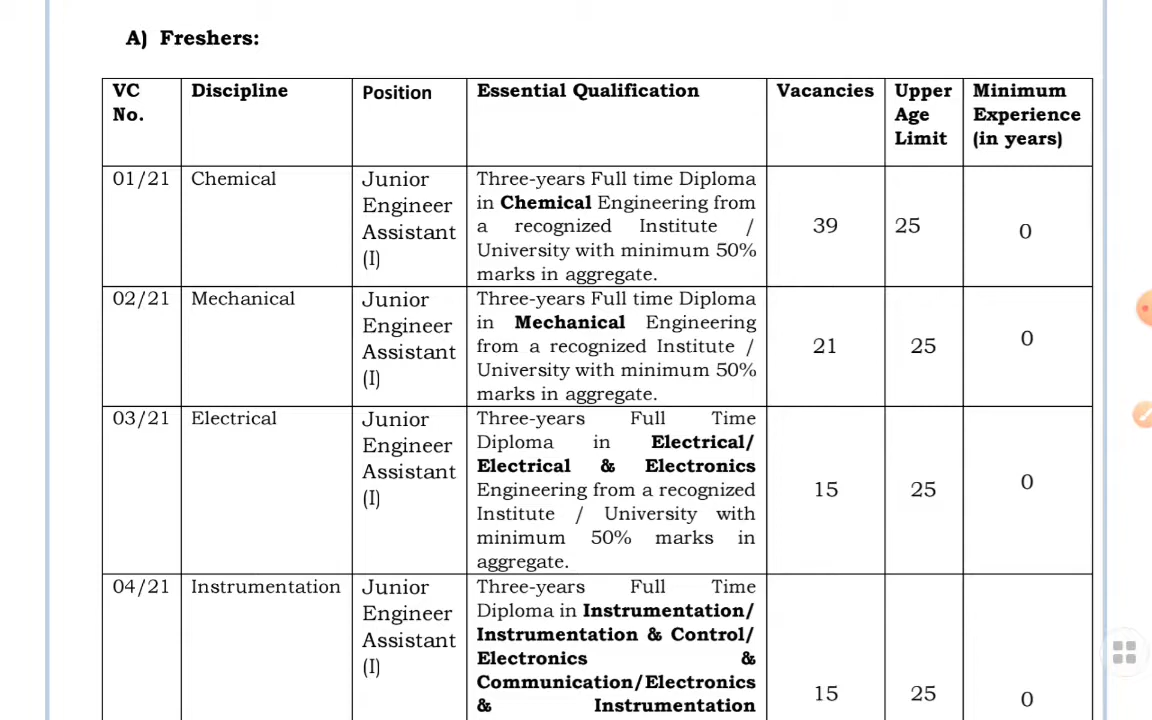 A) Freshers:
VC No. | Discipline | Position | Essential Qualification | Vacancies | Upper Age Limit | Minimum Experience (in years)
01/21 | Chemical | Junior Engineer Assistant (I) | Three-years Full time Diploma in Chemical Engineering from a recognized Institute / University with minimum 50% marks in aggregate. | 39 | 25 | 0
02/21 | Mechanical | Junior Engineer Assistant (I) | Three-years Full time Diploma in Mechanical Engineering from a recognized Institute / University with minimum 50% marks in aggregate. | 21 | 25 | 0
03/21 | Electrical | Junior Engineer Assistant (I) | Three-years Full Time Diploma in Electrical/ Electrical & Electronics Engineering from a recognized Institute / University with minimum 50% marks in aggregate. | 15 | 25 | 0
04/21 | Instrumentation | Junior Engineer Assistant (I) | Three-years Full Time Diploma in Instrumentation/ Instrumentation & Control/ Electronics & Communication/Electronics & Instrumentation | 15 | 25 | 0